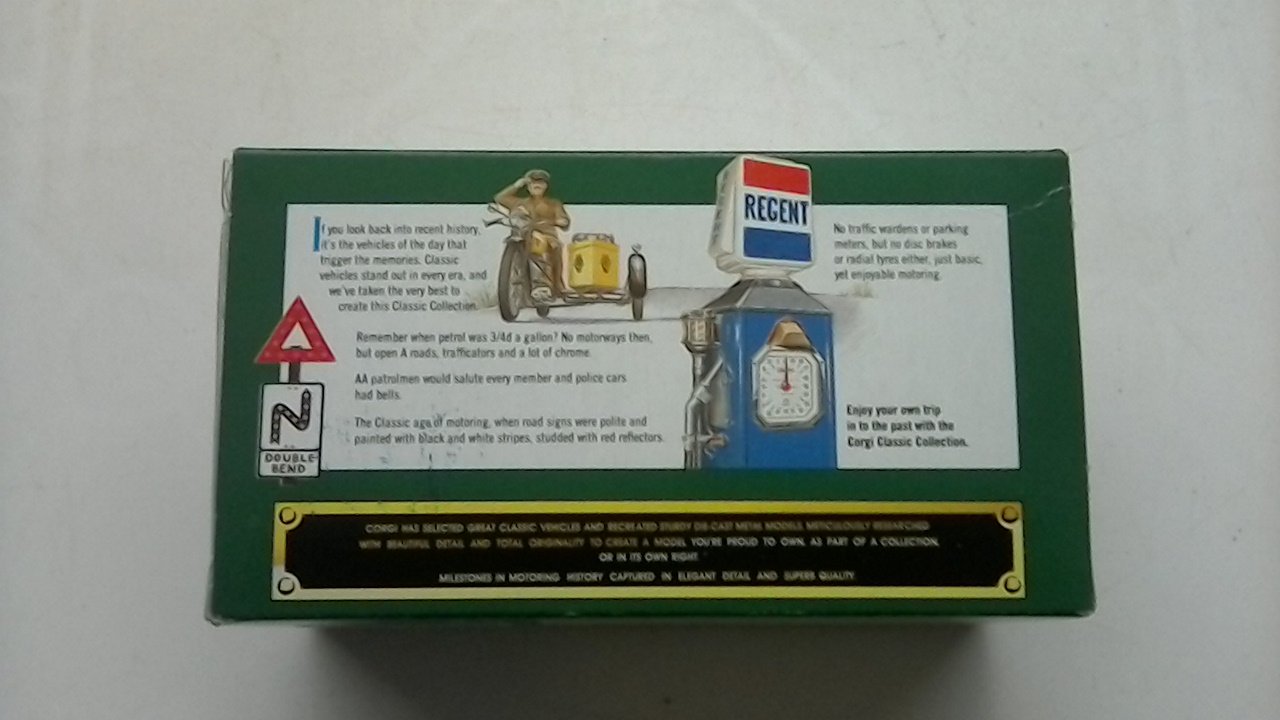 If you look back into recent history,
it's the vehicles of the day that
trigger the memories. Classic
vehicles stand out in every era, and
we've taken the very best to
create this Classic Collection.
Remember when petrol was 3/4d a gallon? No motorways then,
but open A roads, trafficators and a lot of chrome.
AA patrolmen would salute every member and police cars
had bells.
The Classic age of motoring, when road signs were polite and
painted with black and white stripes, studded with red reflectors.
DOUBLE
BEND
REGENT
No traffic wardens or parking
meters, but no disc brakes
or radial tyres either, just basic,
yet enjoyable motoring.
Enjoy your own trip
in to the past with the
Corgi Classic Collection.
CORGI HAS SELECTED GREAT CLASSIC VEHICLES AND RECREATED STURDY DIE-CAST METAL MODELS, METICULOUSLY RESEARCHED
WITH BEAUTIFUL DETAIL AND TOTAL ORIGINALITY TO CREATE A MODEL YOU'RE PROUD TO OWN, AS PART OF A COLLECTION,
OR IN ITS OWN RIGHT.
MILESTONES IN MOTORING HISTORY CAPTURED IN ELEGANT DETAIL AND SUPERB QUALITY.